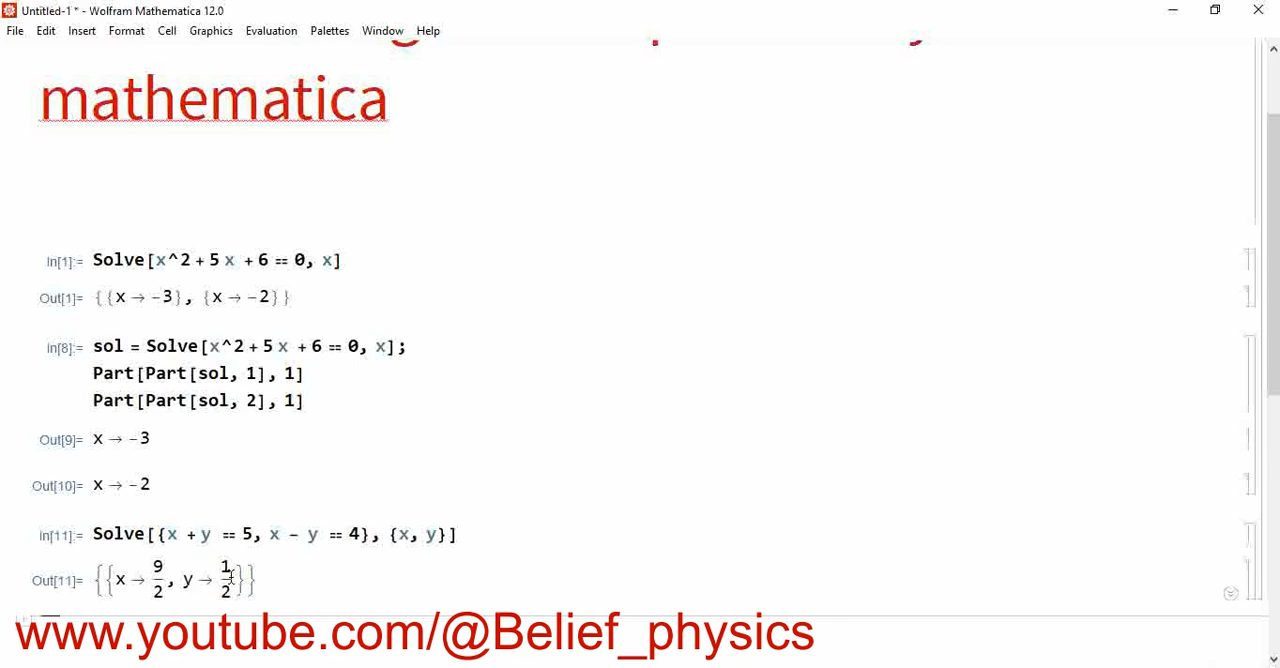 Untitled-1 * - Wolfram Mathematica 12.0
File Edit Insert Format Cell Graphics Evaluation Palettes Window Help
mathematica
In[1]:= Solve[x^2 + 5 x + 6 == 0, x]
Out[1]= {{x → -3}, {x → -2}}
In[8]:= sol = Solve[x^2 + 5 x + 6 == 0, x];
Part[Part[sol, 1], 1]
Part[Part[sol, 2], 1]
Out[9]= x → -3
Out[10]= x → -2
In[11]:= Solve[{x + y == 5, x - y == 4}, {x, y}]
Out[11]= {{x → 9/2, y → 1/2}}
www.youtube.com/@Belief_physics